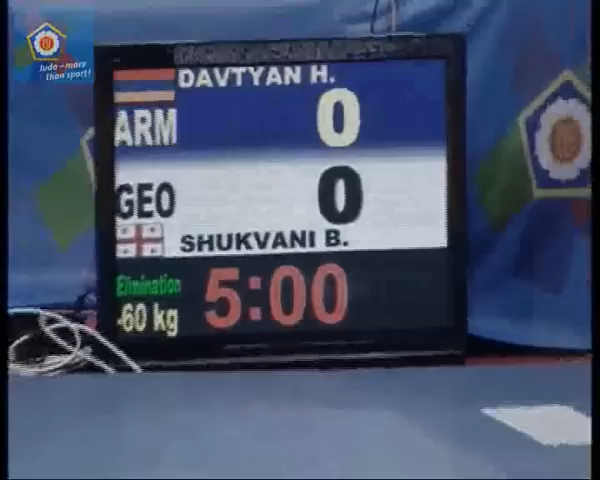 Judo – more
than sport!
DAVTYAN H.
ARM
0
GEO
0
SHUKVANI B.
Elimination
5:00
-60 kg